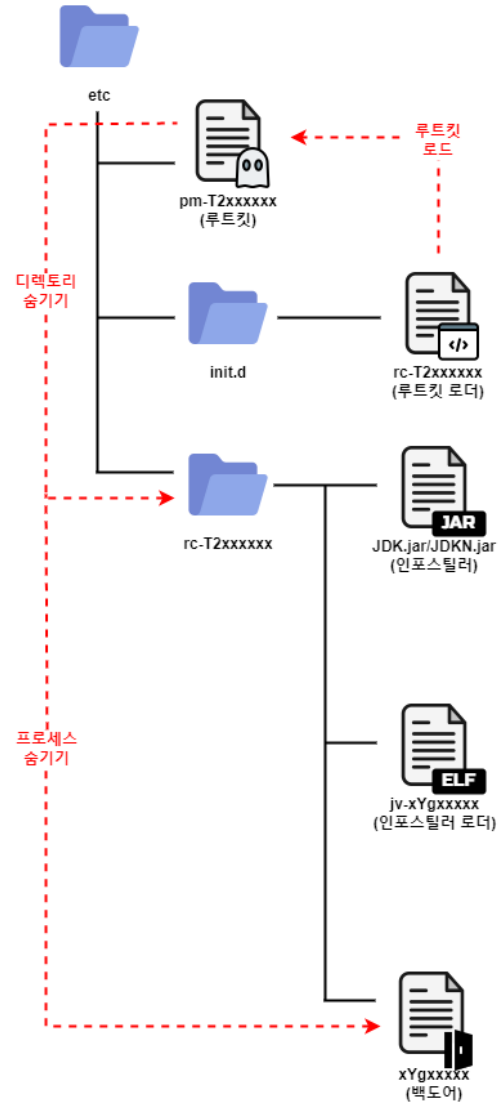 etc
루트킷
로드
pm-T2xxxxxx
(루트킷)
디렉토리
숨기기
init.d
rc-T2xxxxxx
(루트킷 로더)
rc-T2xxxxxx
JAR
JDK.jar/JDKN.jar
(인포스틸러)
프로세스
숨기기
ELF
jv-xYgxxxxx
(인포스틸러 로더)
xYgxxxxx
(백도어)